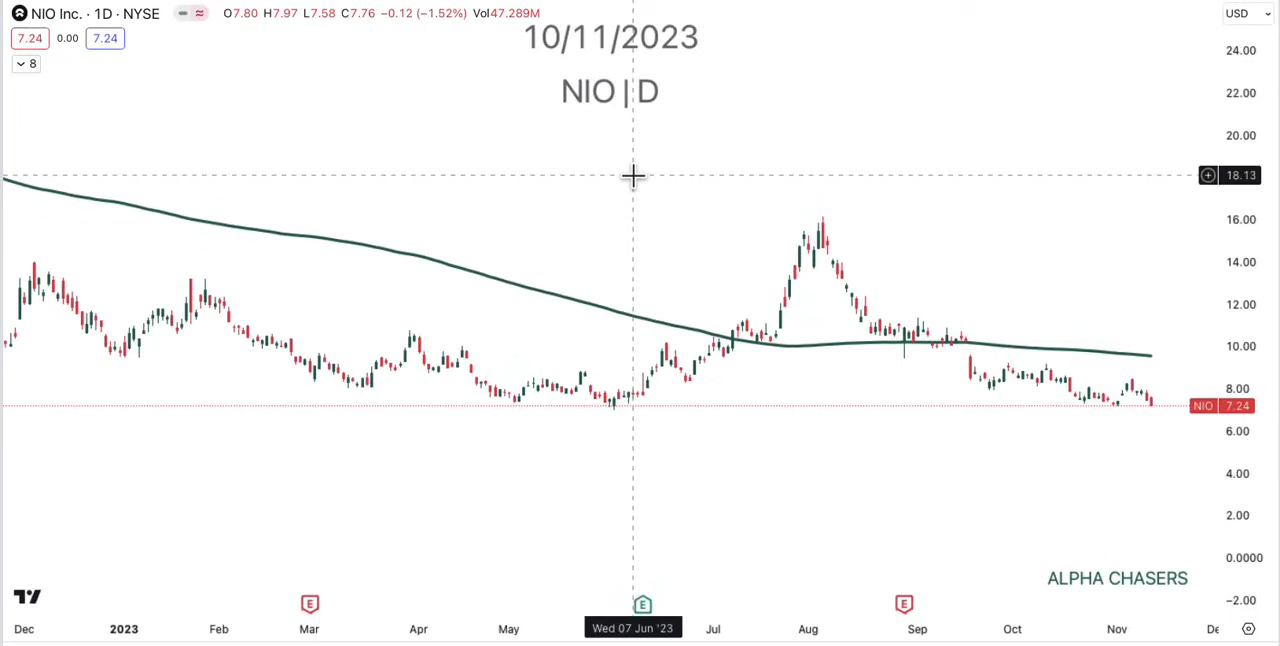 NIO Inc. · 1D · NYSE
O7.80 H7.97 L7.58 C7.76 −0.12 (−1.52%) Vol47.289M
USD
7.24 0.00 7.24
8
10/11/2023
NIO | D
24.00
22.00
20.00
18.13
16.00
14.00
12.00
10.00
8.00
NIO 7.24
6.00
4.00
2.00
0.0000
−2.00
ALPHA CHASERS
E E E
Dec 2023 Feb Mar Apr May Wed 07 Jun '23 Jul Aug Sep Oct Nov De